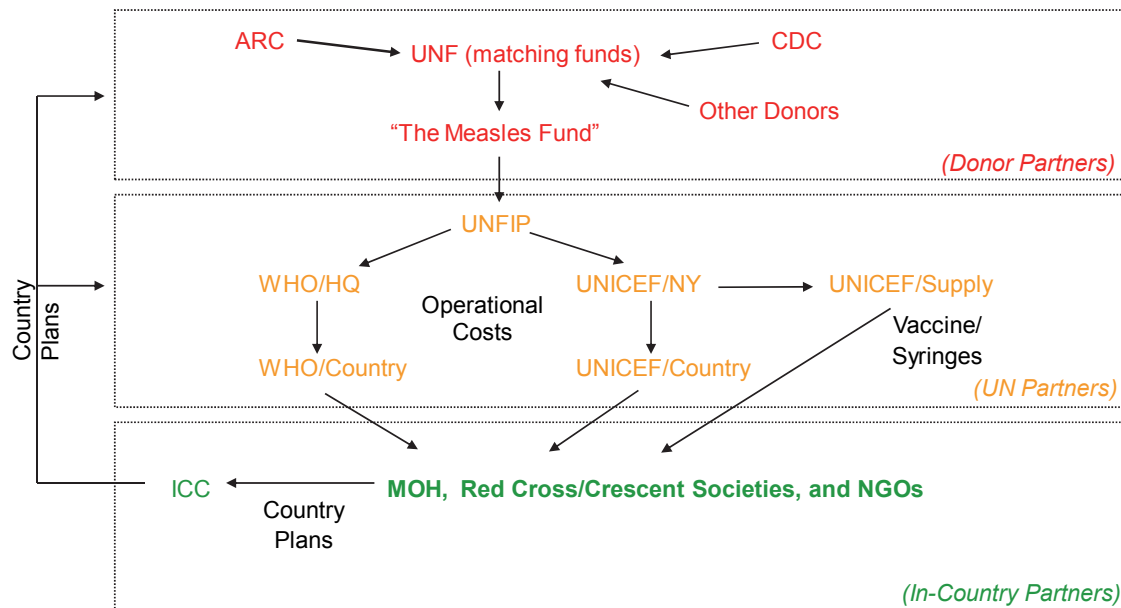 ARC
CDC
UNF (matching funds)
Other Donors
“The Measles Fund”
(Donor Partners)
UNFIP
WHO/HQ
UNICEF/NY
UNICEF/Supply
Operational
Costs
Vaccine/
Syringes
WHO/Country
UNICEF/Country
(UN Partners)
Country
Plans
ICC
MOH, Red Cross/Crescent Societies, and NGOs
Country
Plans
(In-Country Partners)